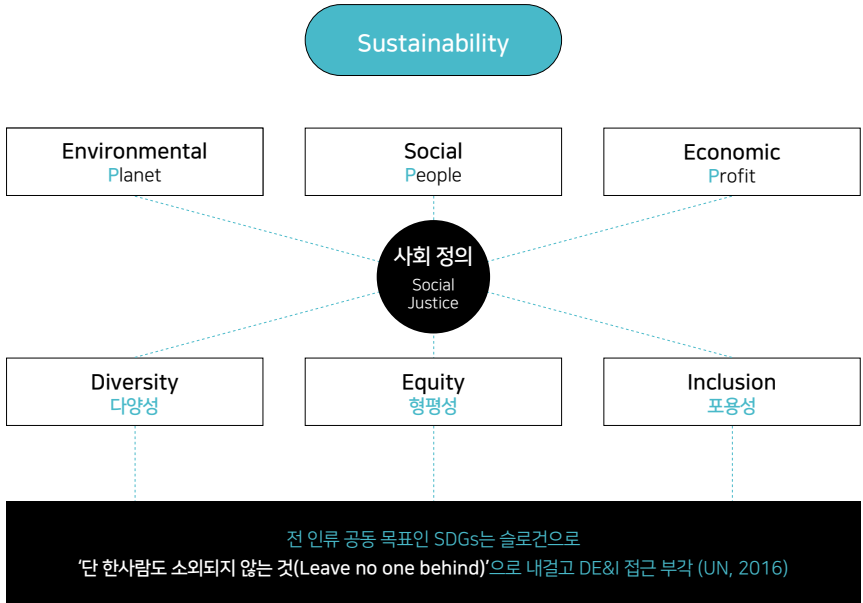 Sustainability
Environmental
Planet
Social
People
Economic
Profit
사회 정의
Social
Justice
Diversity
다양성
Equity
형평성
Inclusion
포용성
전 인류 공동 목표인 SDGs는 슬로건으로
‘단 한사람도 소외되지 않는 것(Leave no one behind)’으로 내걸고 DE&I 접근 부각 (UN, 2016)